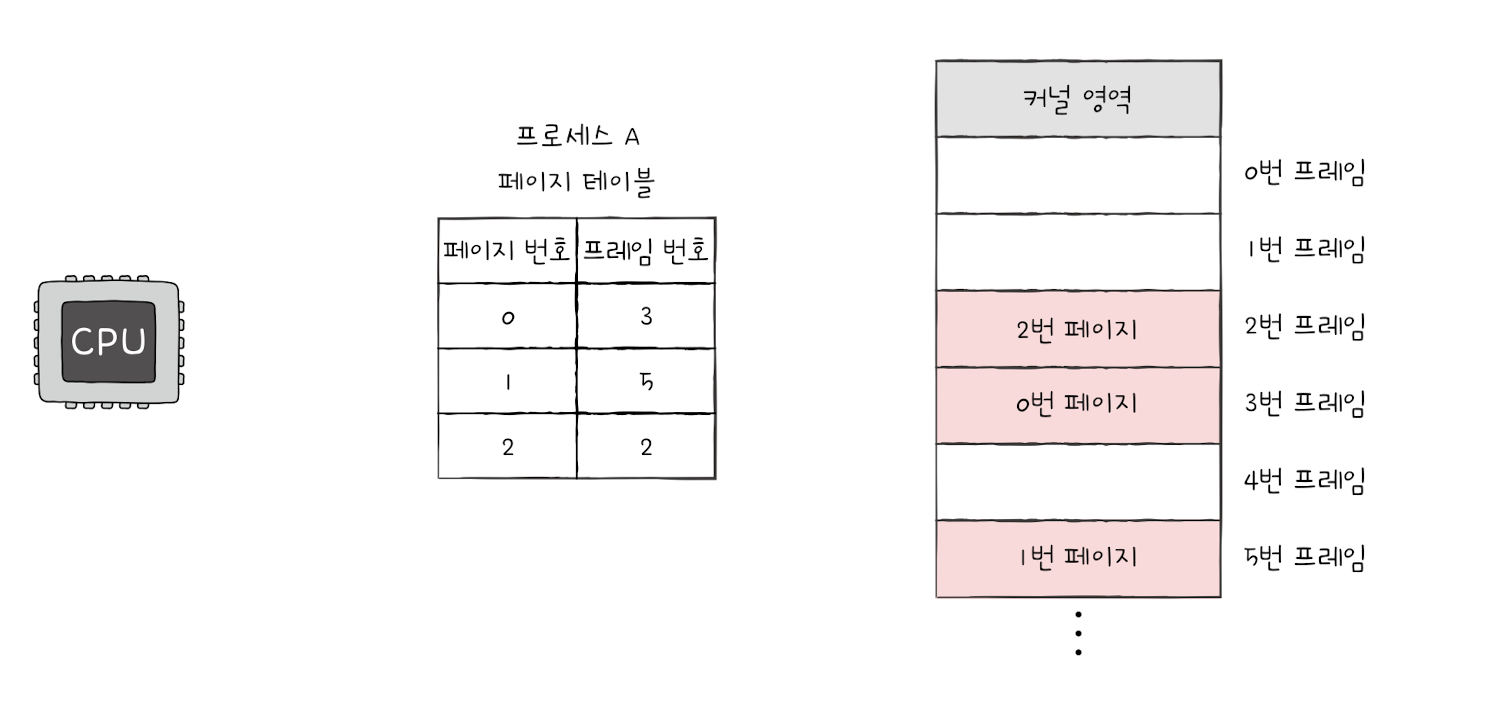 CPU
프로세스 A
페이지 테이블
페이지 번호 프레임 번호
0 3
1 5
2 2
커널 영역
0번 프레임
1번 프레임
2번 페이지 2번 프레임
0번 페이지 3번 프레임
4번 프레임
1번 페이지 5번 프레임